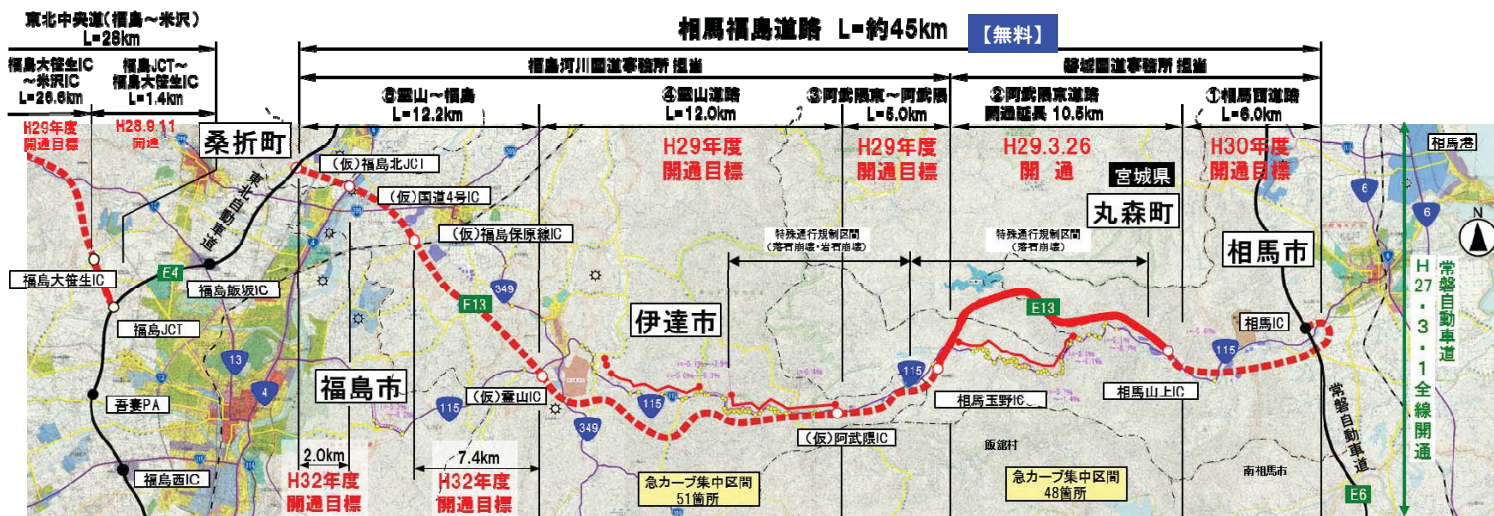 東北中央道(福島～米沢)
L=28km
相馬福島道路 L=約45km
【無料】
福島河川国道事務所 担当
磐城国道事務所 担当
福島大笹生IC
～米沢IC
L=26.6km
福島JCT～
福島大笹生IC
L=1.4km
⑤霊山～福島
L=12.2km
④霊山道路
L=12.0km
③阿武隈東～阿武隈
L=5.0km
②阿武隈東道路
開通延長 10.5km
①相馬西道路
L=6.0km
H29年度
開通目標
H28.9.11
開通
H29年度
開通目標
H29年度
開通目標
H29.3.26
開 通
H30年度
開通目標
桑折町
東北自動車道
(仮)福島北JCT
(仮)国道4号IC
(仮)福島保原線IC
宮城県
丸森町
相馬市
相馬港
6
6
N
特殊通行規制区間
(落石崩壊・岩石崩壊)
特殊通行規制区間
(落石崩壊)
福島大笹生IC
E4
福島飯坂IC
福島JCT
349
E13
伊達市
E13
相馬IC
115
115
13
4
福島市
吾妻PA
福島西IC
115
(仮)霊山IC
349
115
(仮)阿武隈IC
相馬玉野IC
相馬山上IC
飯舘村
南相馬市
常磐自動車道
E6
常磐自動車道
H27・3・1全線開通
2.0km
H32年度
開通目標
7.4km
H32年度
開通目標
急カーブ集中区間
51箇所
急カーブ集中区間
48箇所